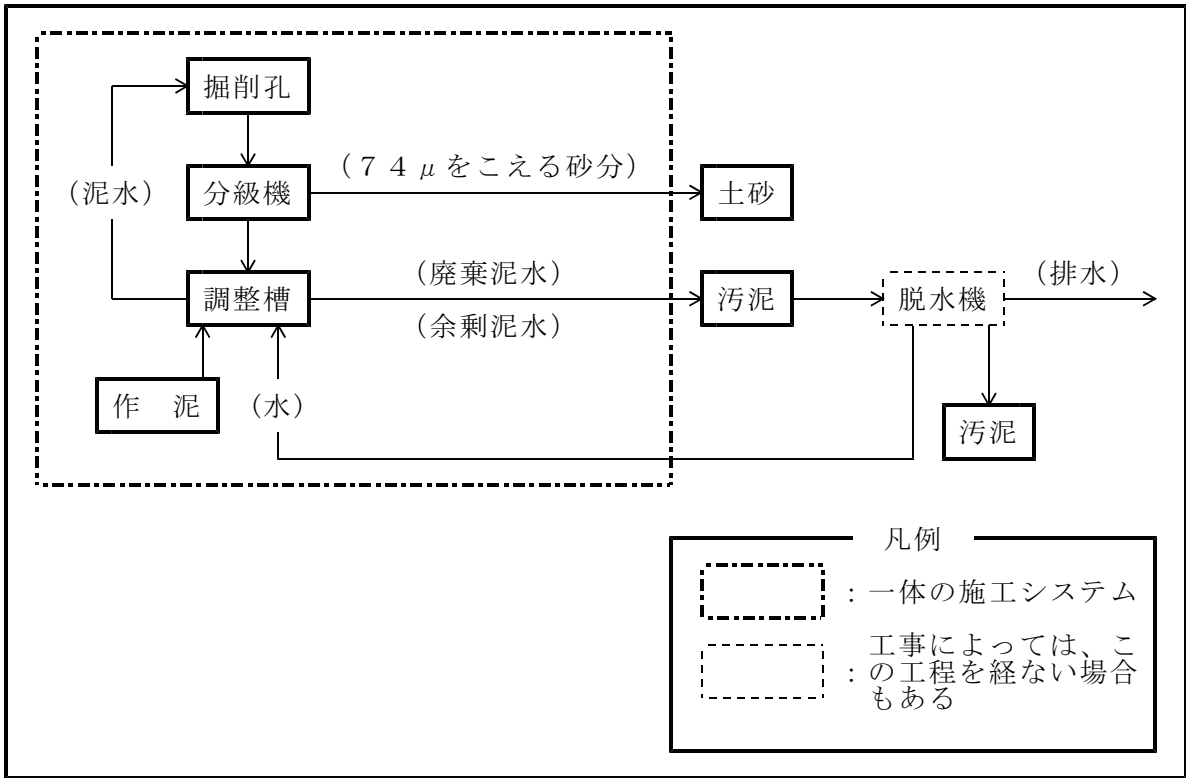 掘削孔
(74μをこえる砂分)
(泥水)
分級機
土砂
(廃棄泥水)
(排水)
調整槽
汚泥
脱水機
(余剰泥水)
作　泥
(水)
汚泥
凡例
：一体の施工システム
工事によっては、こ
：の工程を経ない場合
もある